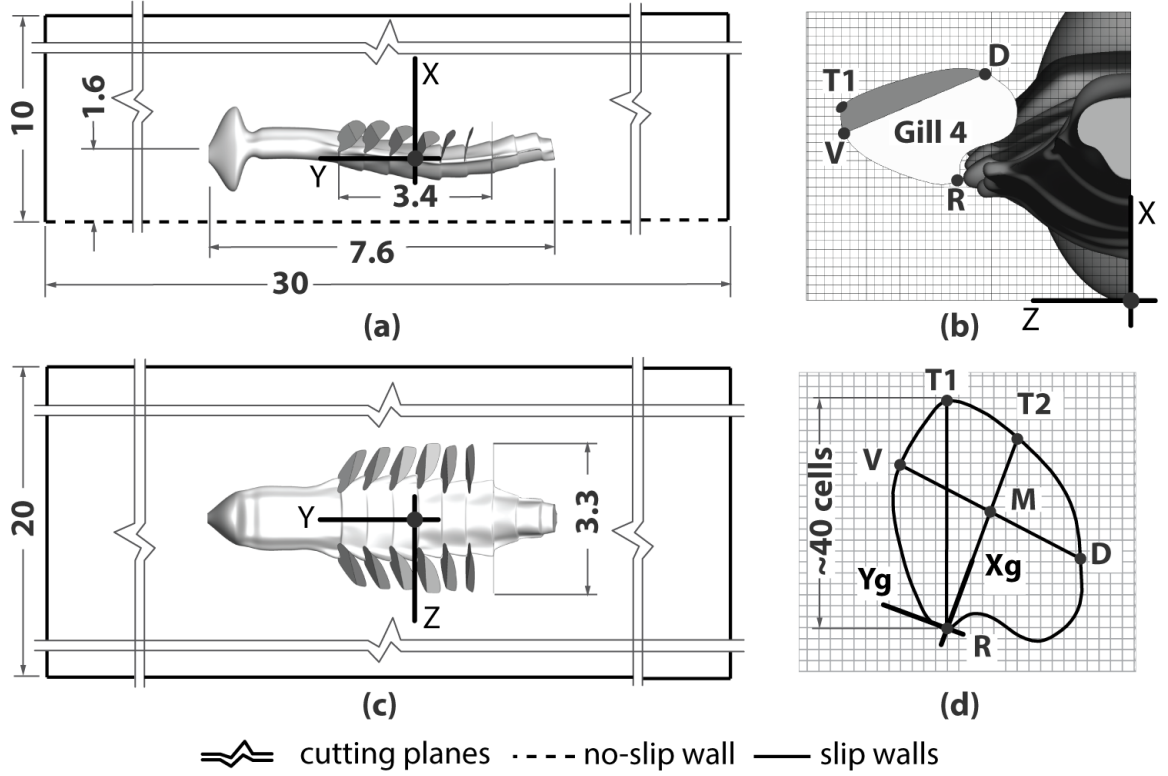 10
1.6
X
Y
3.4
7.6
30
(a)
D
T1
Gill 4
V
R
X
Z
(b)
20
Y
3.3
Z
(c)
T1
T2
V
~40 cells
M
D
Yg
Xg
R
(d)
cutting planes
no-slip wall
slip walls